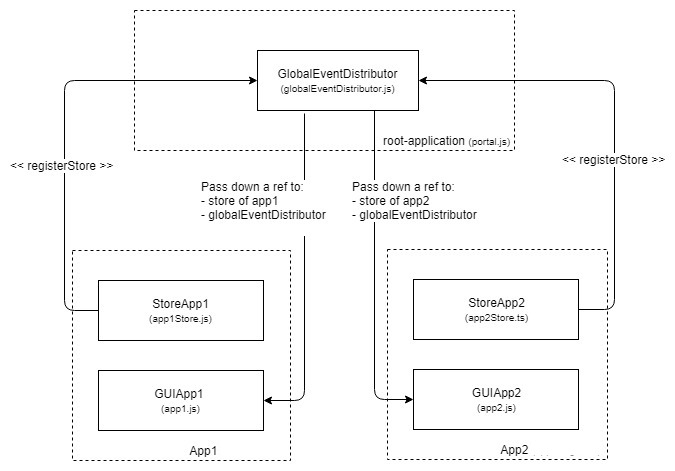 GlobalEventDistributor
(globalEventDistributor.js)
root-application (portal.js)
<< registerStore >>
<< registerStore >>
Pass down a ref to:
- store of app1
- globalEventDistributor
Pass down a ref to:
- store of app2
- globalEventDistributor
StoreApp1
(app1Store.js)
StoreApp2
(app2Store.ts)
GUIApp1
(app1.js)
GUIApp2
(app2.js)
App1
App2